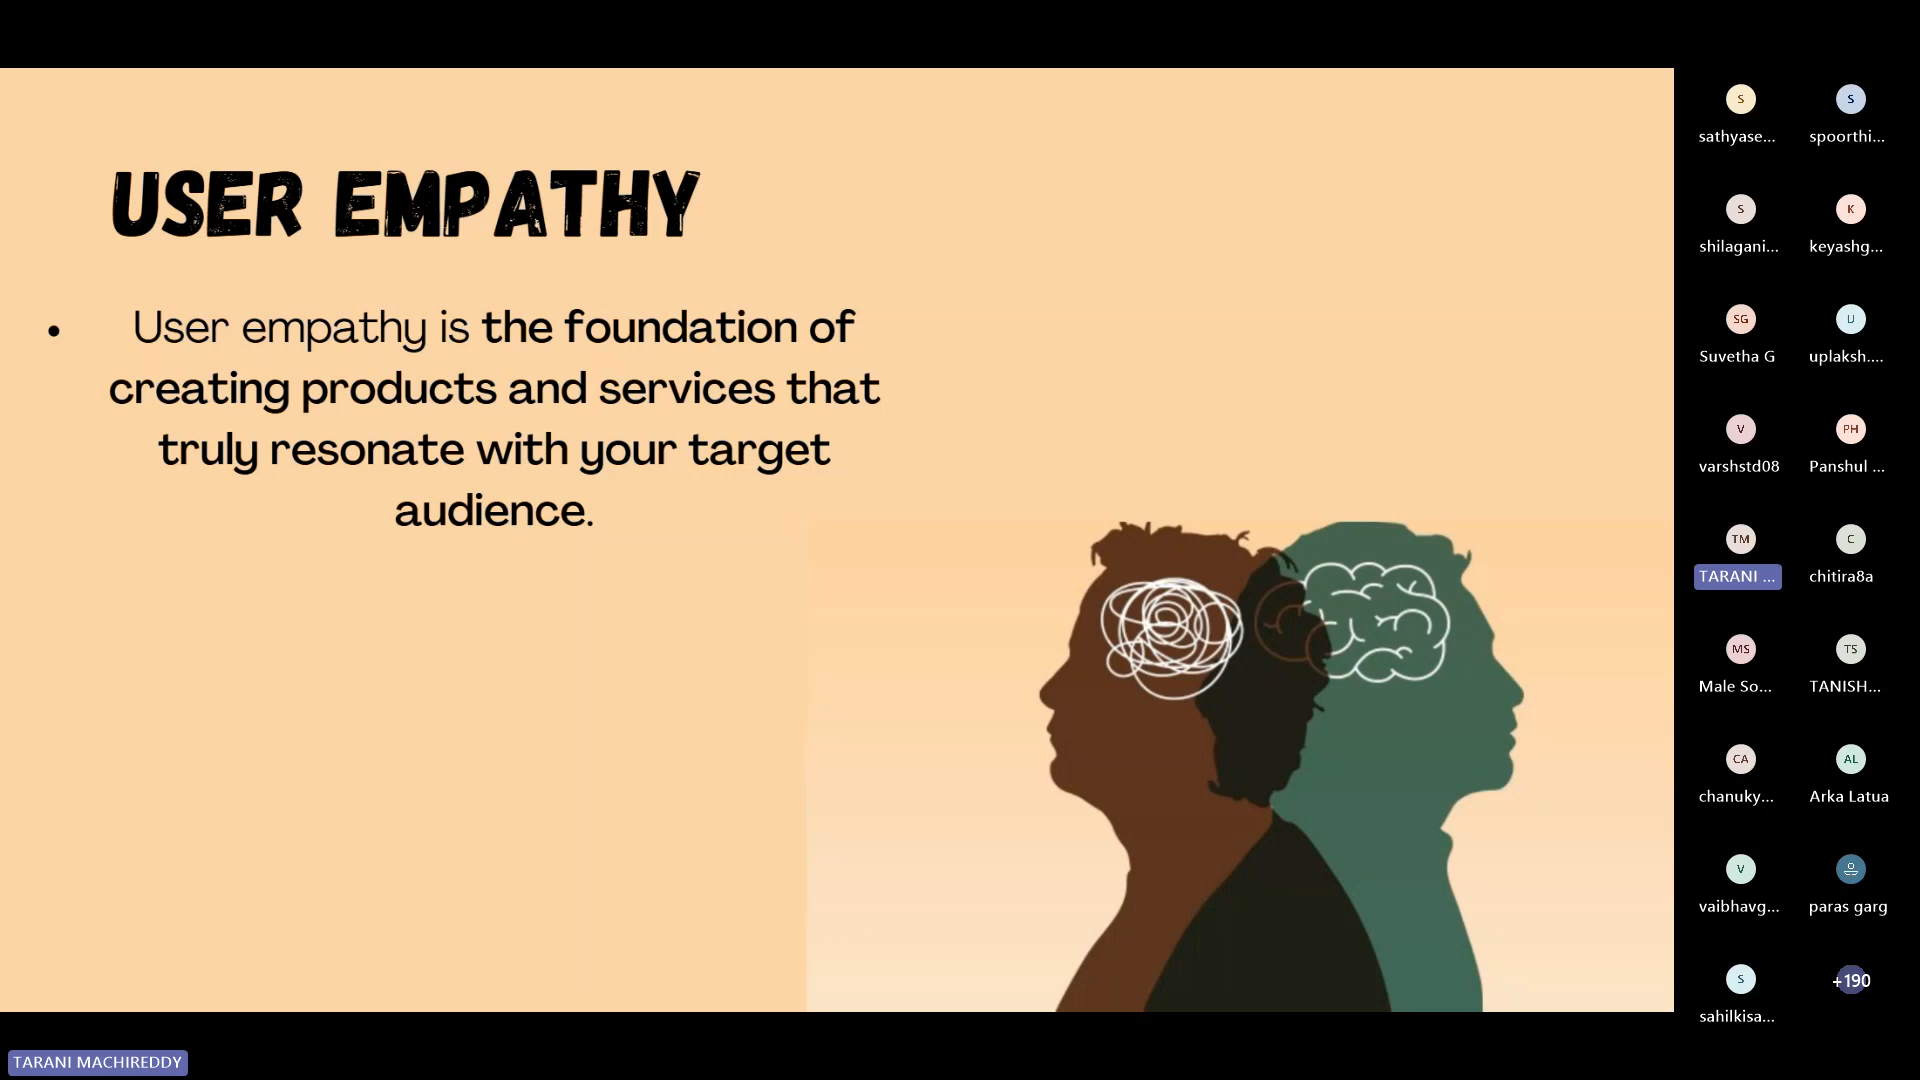 USER EMPATHY
• User empathy is the foundation of
creating products and services that
truly resonate with your target
audience.
S
sathyase...
S
spoorthi...
S
shilagani...
K
keyashg...
SG
Suvetha G
U
uplaksh....
V
varshstd08
PH
Panshul ...
TM
TARANI ...
C
chitira8a
MS
Male So...
TS
TANISH...
CA
chanuky...
AL
Arka Latua
V
vaibhavg...
paras garg
S
sahilkisa...
+190
TARANI MACHIREDDY